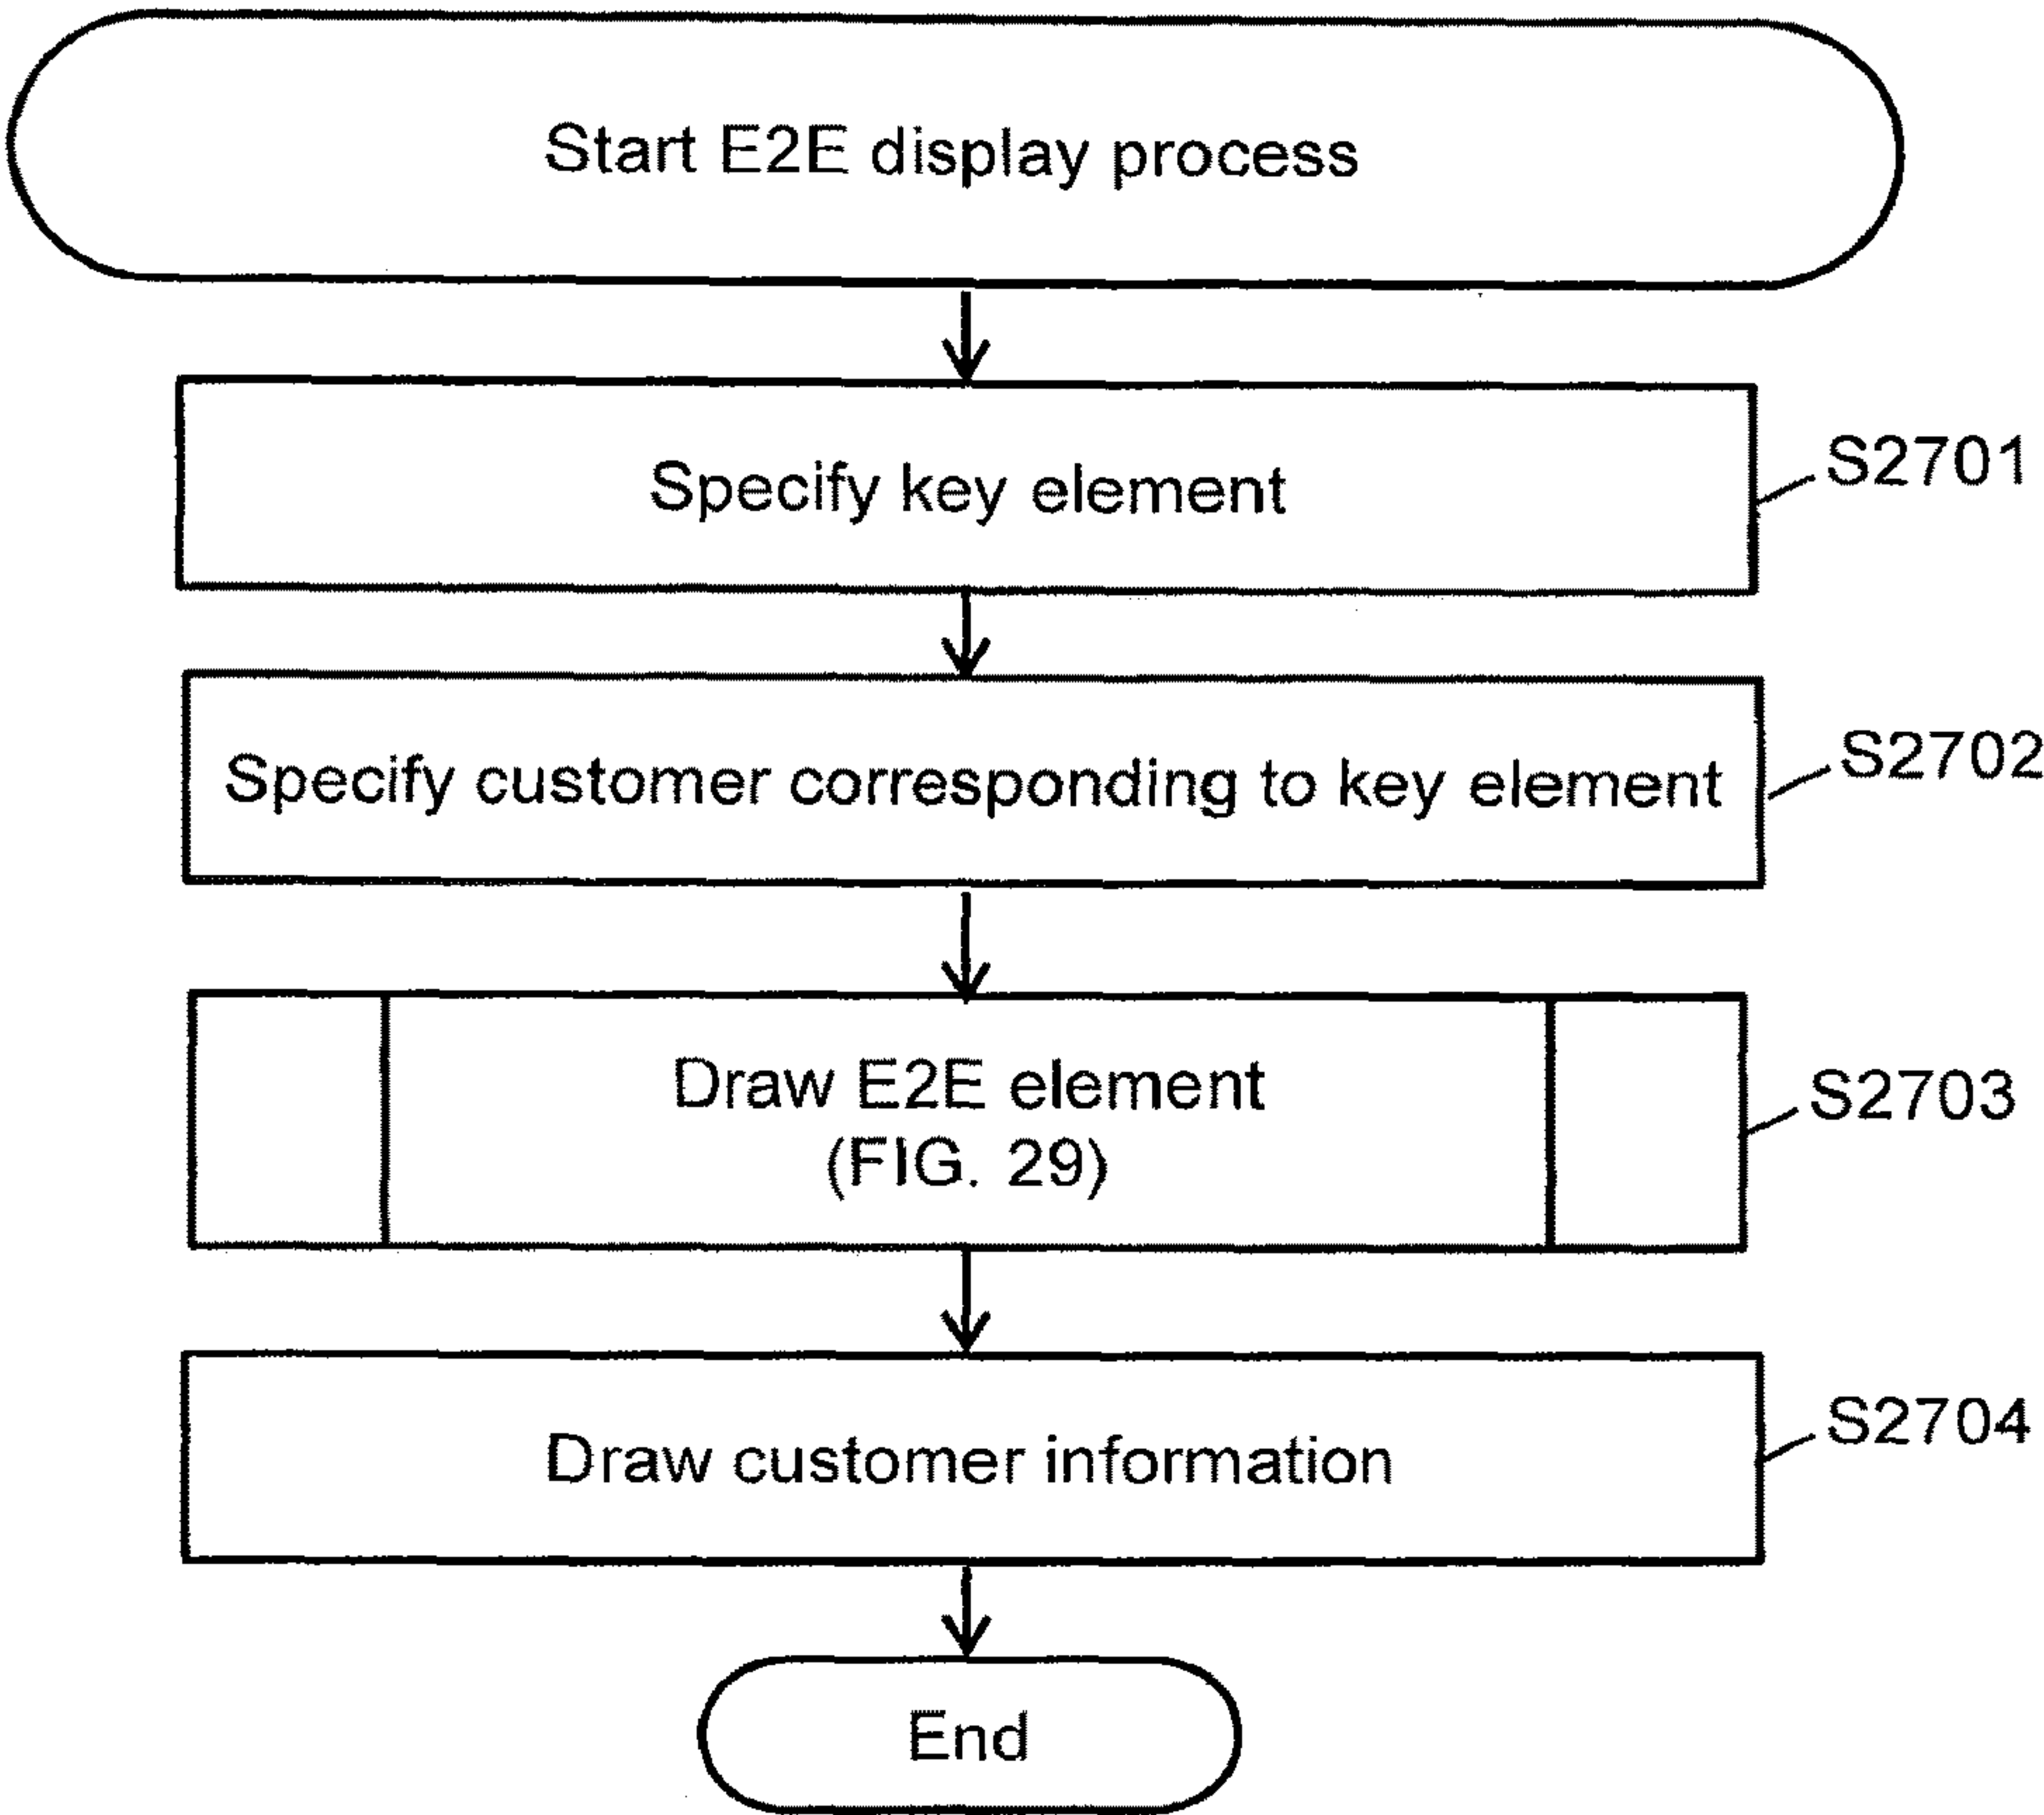 Start E2E display process
Specify key element
S2701
Specify customer corresponding to key element
S2702
Draw E2E element
(FIG. 29)
S2703
Draw customer information
S2704
End